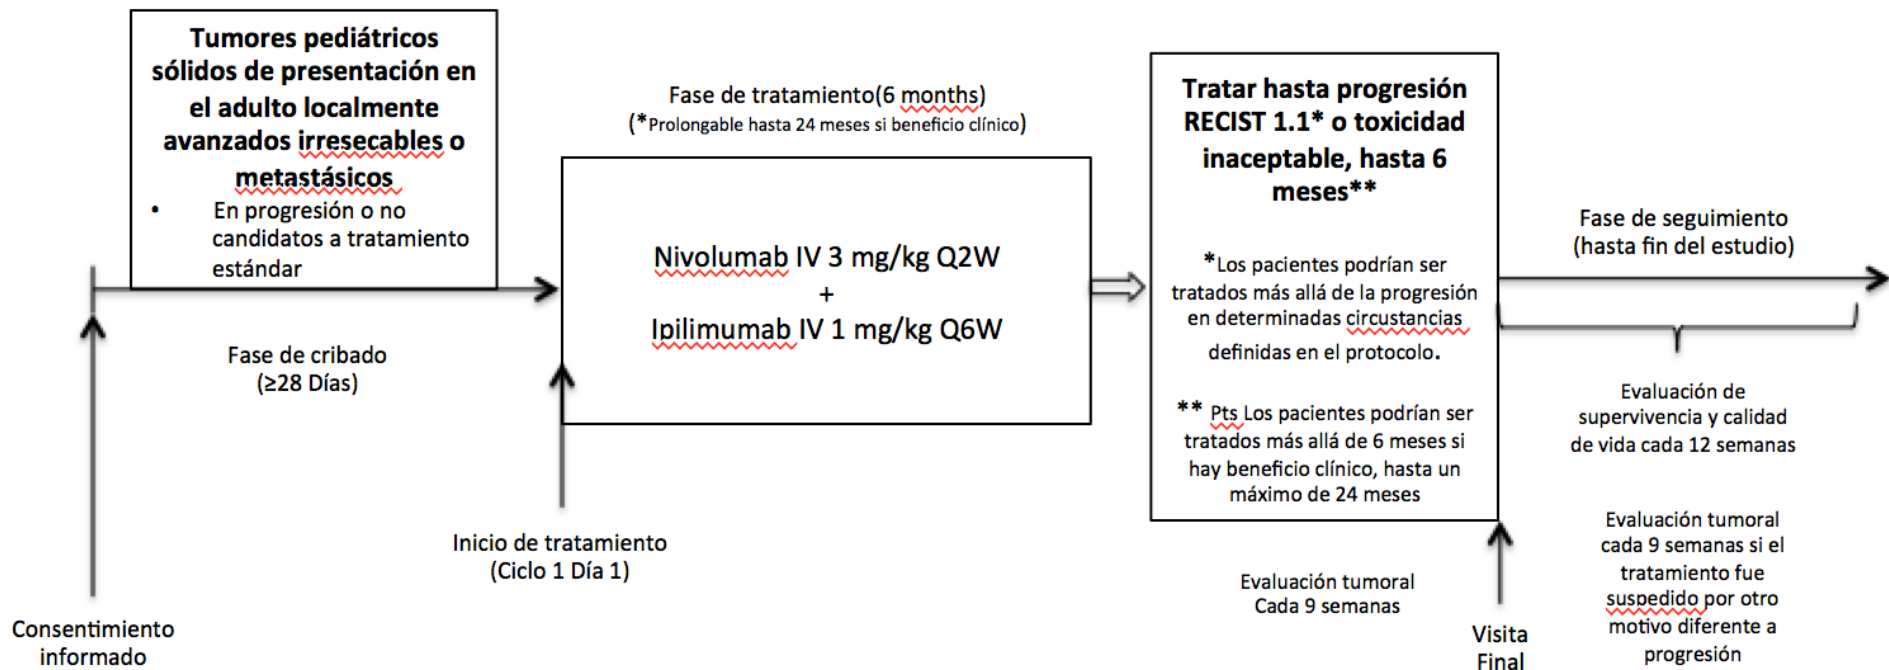 Tumores pediátricos
sólidos de presentación en
el adulto localmente
avanzados irresecables o
metastásicos
• En progresión o no
candidatos a tratamiento
estándar
Fase de cribado
(≥28 Días)
Consentimiento
informado
Fase de tratamiento(6 months)
(*Prolongable hasta 24 meses si beneficio clínico)
Nivolumab IV 3 mg/kg Q2W
+
Ipilimumab IV 1 mg/kg Q6W
Inicio de tratamiento
(Ciclo 1 Día 1)
Tratar hasta progresión
RECIST 1.1* o toxicidad
inaceptable, hasta 6
meses**
*Los pacientes podrían ser
tratados más allá de la progresión
en determinadas circustancias
definidas en el protocolo.
** Pts Los pacientes podrían ser
tratados más allá de 6 meses si
hay beneficio clínico, hasta un
máximo de 24 meses
Evaluación tumoral
Cada 9 semanas
Visita
Final
Fase de seguimiento
(hasta fin del estudio)
Evaluación de
supervivencia y calidad
de vida cada 12 semanas
Evaluación tumoral
cada 9 semanas si el
tratamiento fue
suspedido por otro
motivo diferente a
progresión